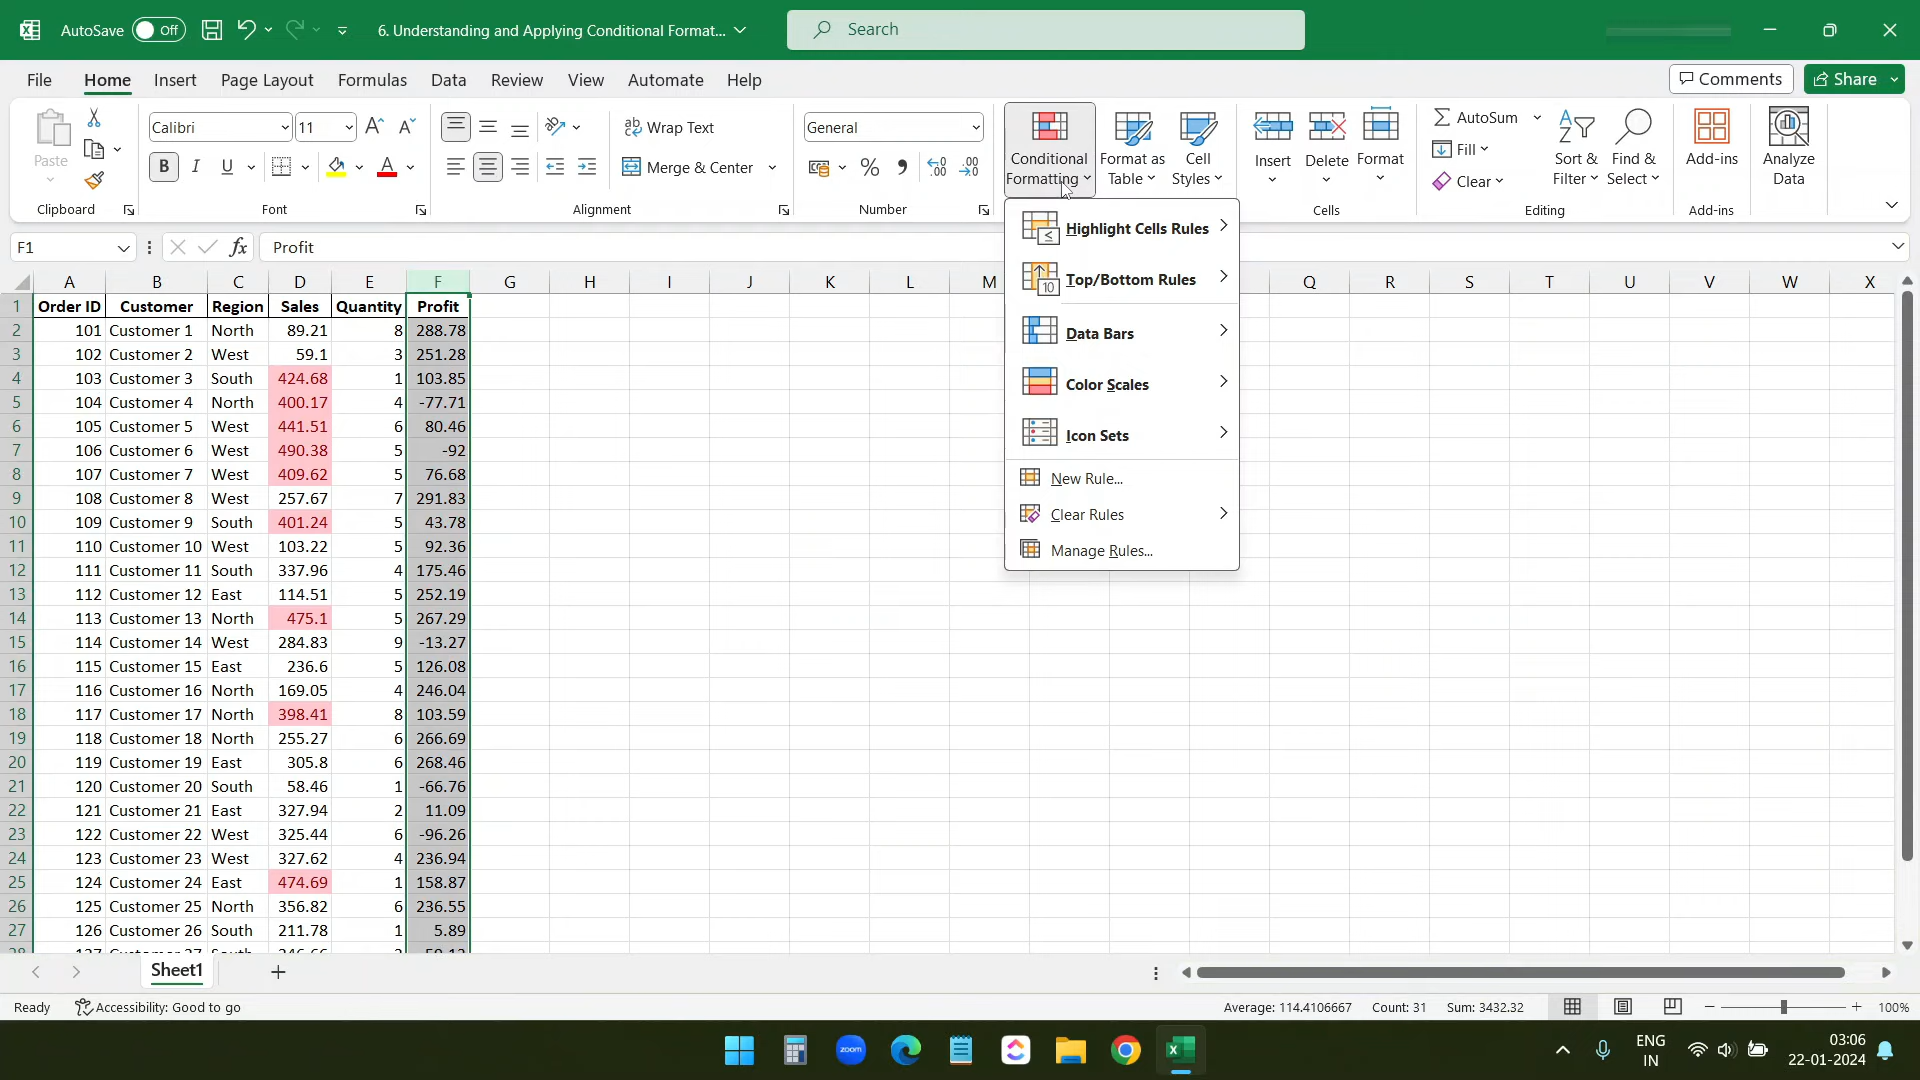 AutoSave Off 6. Understanding and Applying Conditional Format... Search
File Home Insert Page Layout Formulas Data Review View Automate Help Comments Share
Paste
Clipboard
Calibri 11
B I U
Font
Wrap Text
Merge & Center
Alignment
General
Number
Conditional Formatting
Format as Table
Cell Styles
Insert Delete Format
Cells
AutoSum
Fill
Clear
Sort & Filter
Find & Select
Editing
Add-ins
Add-ins
Analyze Data
F1 fx Profit
Highlight Cells Rules
Top/Bottom Rules
Data Bars
Color Scales
Icon Sets
New Rule...
Clear Rules
Manage Rules...
A B C D E F G H I J K L M Q R S T U V W X
1 Order ID Customer Region Sales Quantity Profit
2 101 Customer 1 North 89.21 8 288.78
3 102 Customer 2 West 59.1 3 251.28
4 103 Customer 3 South 424.68 1 103.85
5 104 Customer 4 North 400.17 4 -77.71
6 105 Customer 5 West 441.51 6 80.46
7 106 Customer 6 West 490.38 5 -92
8 107 Customer 7 West 409.62 5 76.68
9 108 Customer 8 West 257.67 7 291.83
10 109 Customer 9 South 401.24 5 43.78
11 110 Customer 10 West 103.22 5 92.36
12 111 Customer 11 South 337.96 4 175.46
13 112 Customer 12 East 114.51 5 252.19
14 113 Customer 13 North 475.1 5 267.29
15 114 Customer 14 West 284.83 9 -13.27
16 115 Customer 15 East 236.6 5 126.08
17 116 Customer 16 North 169.05 4 246.04
18 117 Customer 17 North 398.41 8 103.59
19 118 Customer 18 North 255.27 6 266.69
20 119 Customer 19 East 305.8 6 268.46
21 120 Customer 20 South 58.46 1 -66.76
22 121 Customer 21 East 327.94 2 11.09
23 122 Customer 22 West 325.44 6 -96.26
24 123 Customer 23 West 327.62 4 236.94
25 124 Customer 24 East 474.69 1 158.87
26 125 Customer 25 North 356.82 6 236.55
27 126 Customer 26 South 211.78 1 5.89
Sheet1
Ready Accessibility: Good to go Average: 114.4106667 Count: 31 Sum: 3432.32 100%
zoom
ENG
IN
03:06
22-01-2024